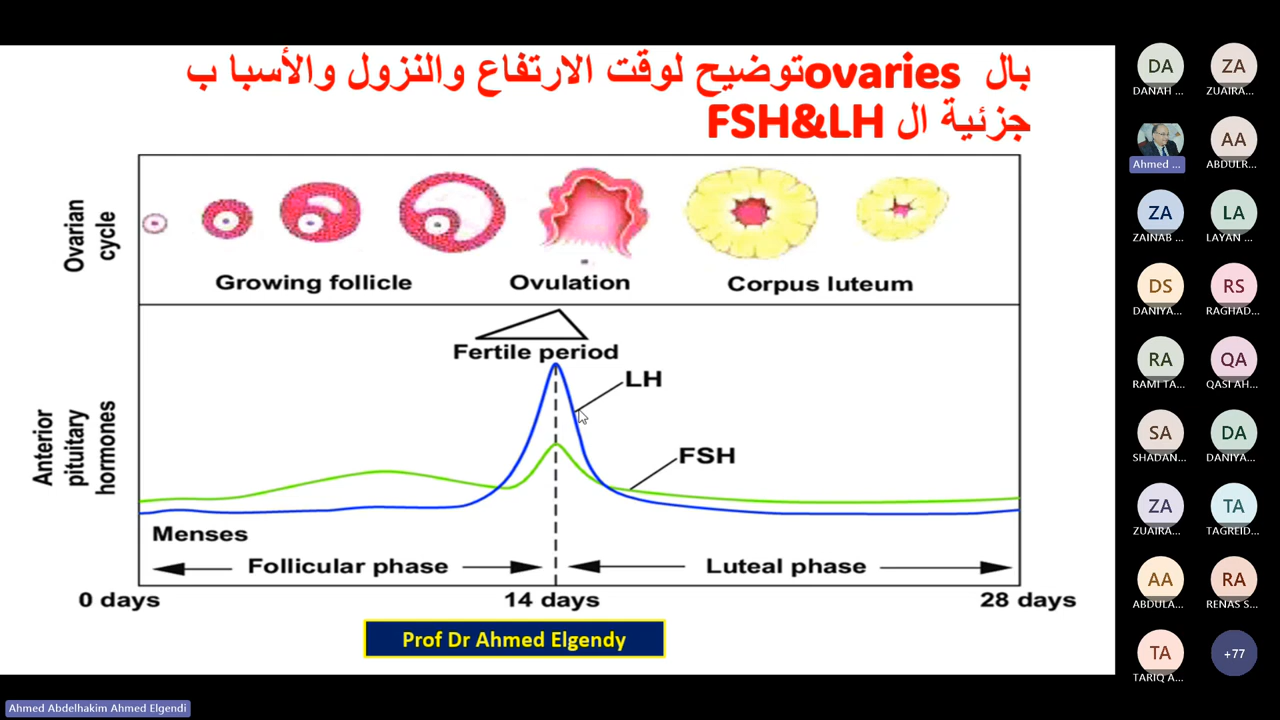 بال ovaries توضيح لوقت الارتفاع والنزول والأسبا ب
جزئية ال FSH&LH
Ovarian
cycle
Growing follicle
Ovulation
Corpus luteum
Fertile period
LH
FSH
Anterior
pituitary
hormones
Menses
Follicular phase
Luteal phase
0 days
14 days
28 days
Prof Dr Ahmed Elgendy
DA
DANAH ...
ZA
ZUAIRA...
Ahmed ...
AA
ABDULR...
ZA
ZAINAB ...
LA
LAYAN ...
DS
DANIYA...
RS
RAGHAD...
RA
RAMI TA...
QA
QASI AH...
SA
SHADAN...
DA
DANIYA...
ZA
ZUAIRA...
TA
TAGREID...
AA
ABDULA...
RA
RENAS S...
TA
TARIQ A...
+77
Ahmed Abdelhakim Ahmed Elgendi